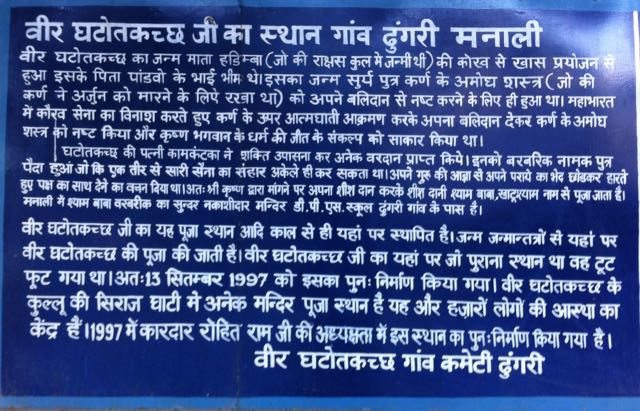 वीर घटोतकच्छ जी का स्थान गांव ढुंगरी मनाली
वीर घटोतकच्छ का जन्म माता हडिम्बा (जो की राक्षस कुल में जन्मी थी) की कोख से खास प्रयोजन से
हुआ इसके पिता पांडवो के भाई भीम थे। इसका जन्म सुर्य पुत्र कर्ण के अमोघ शस्त्र (जो की
कर्ण ने अर्जुन को मारने के लिए रखा था) को अपने बलिदान से नष्ट करने के लिए ही हुआ था। महाभारत
में कौरव सेना का विनाश करते हुए कर्ण के उपर आत्मघाती आक्रमण करके अपना बलिदान देकर कर्ण के अमोघ
शस्त्र को नष्ट किया और कृष्ण भगवान के धर्म की जीत के संकल्प को साकार किया था।
घटोतकच्छ की पत्नी कामकंटका ने शक्ति उपासना कर अनेक वरदान प्राप्त किये। इनको बरबरिक नामक पुत्र
पैदा हुआ जो कि एक तीर से सारी सेना का संहार अकेले ही कर सकता था। अपने गुरू की आज्ञा से अपने पराये का भेद छोडकर हारते
हुए पक्ष का साथ देने का वचन दिया था। अतः श्री कृष्ण द्वारा मांगने पर अपना शीश दान करके शीश दानी श्याम बाबा, खाटूश्याम नाम से पूजा जाता है।
मनाली में श्याम बाबा बरबरीक का सुन्दर नकाशीदार मन्दिर डी.पी.एस. स्कूल ढुंगरी गांव के पास है।
वीर घटोतकच्छ जी का यह पूजा स्थान आदि काल से ही यहां पर स्थापित है। जन्म जन्मान्तत्रों से यहां पर
वीर घटोतकच्छ की पूजा की जाती है। वीर घटोतकच्छ जी का यहां पर जो पुराना स्थान था वह टूट
फूट गया था। अतः 13 सितम्बर 1997 को इसका पुनः निर्माण किया गया। वीर घटोतकच्छ के
कुल्लू की सिराज घाटी में अनेक मन्दिर पूजा स्थान है यह और हज़ारों लोगों की आस्था का
केंद्र हैं। 1997 में कारदार रोहित राम जी की अध्यक्षता में इस स्थान का पुनः निर्माण किया गया है।
वीर घटोतकच्छ गांव कमेटी ढुंगरी